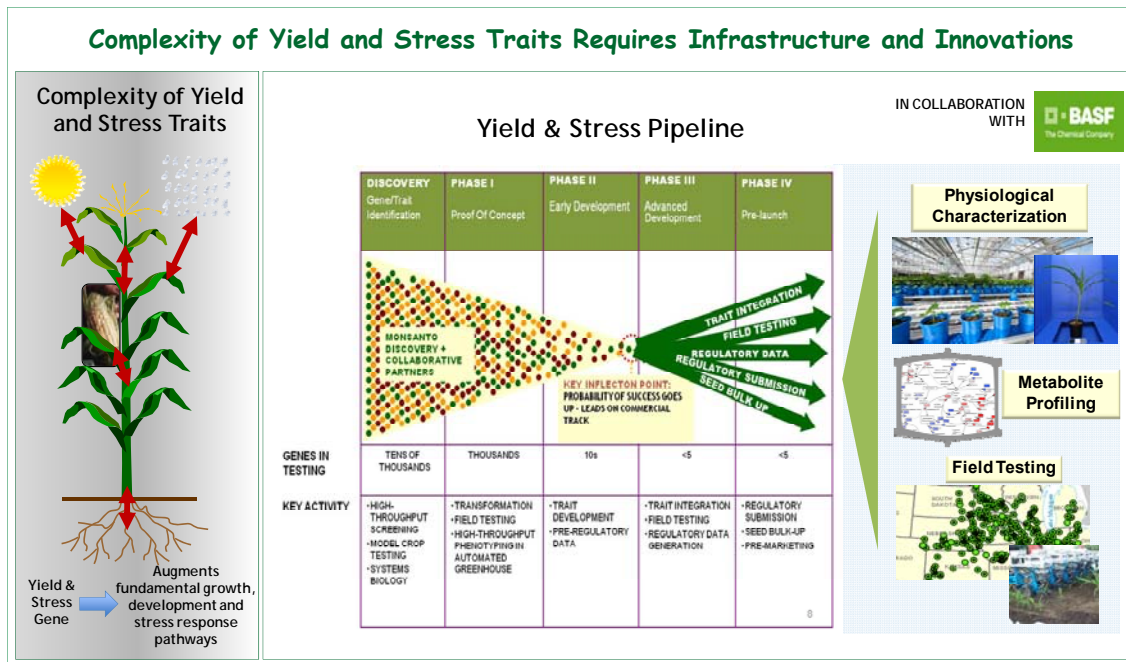 Complexity of Yield and Stress Traits Requires Infrastructure and Innovations
Complexity of Yield
and Stress Traits
Yield &
Stress
Gene
Augments
fundamental growth,
development and
stress response
pathways
Yield & Stress Pipeline
IN COLLABORATION
WITH
BASF
The Chemical Company
DISCOVERY
Gene/Trait
Identification
PHASE I
Proof Of Concept
PHASE II
Early Development
PHASE III
Advanced
Development
PHASE IV
Pre-launch
MONSANTO
DISCOVERY +
COLLABORATIVE
PARTNERS
KEY INFLECTON POINT:
PROBABILITY OF SUCCESS GOES
UP - LEADS ON COMMERCIAL
TRACK
TRAIT INTEGRATION
FIELD TESTING
REGULATORY DATA
REGULATORY SUBMISSION
SEED BULK UP
GENES IN
TESTING
TENS OF
THOUSANDS
THOUSANDS
10s
<5
<5
KEY ACTIVITY
•HIGH-
THROUGHPUT
SCREENING
•MODEL CROP
TESTING
•SYSTEMS
BIOLOGY
•TRANSFORMATION
•FIELD TESTING
•HIGH-THROUGHPUT
PHENOTYPING IN
AUTOMATED
GREENHOUSE
•TRAIT
DEVELOPMENT
•PRE-REGULATORY
DATA
•TRAIT INTEGRATION
•FIELD TESTING
•REGULATORY DATA
GENERATION
•REGULATORY
SUBMISSION
•SEED BULK-UP
•PRE-MARKETING
8
Physiological
Characterization
Metabolite
Profiling
Field Testing